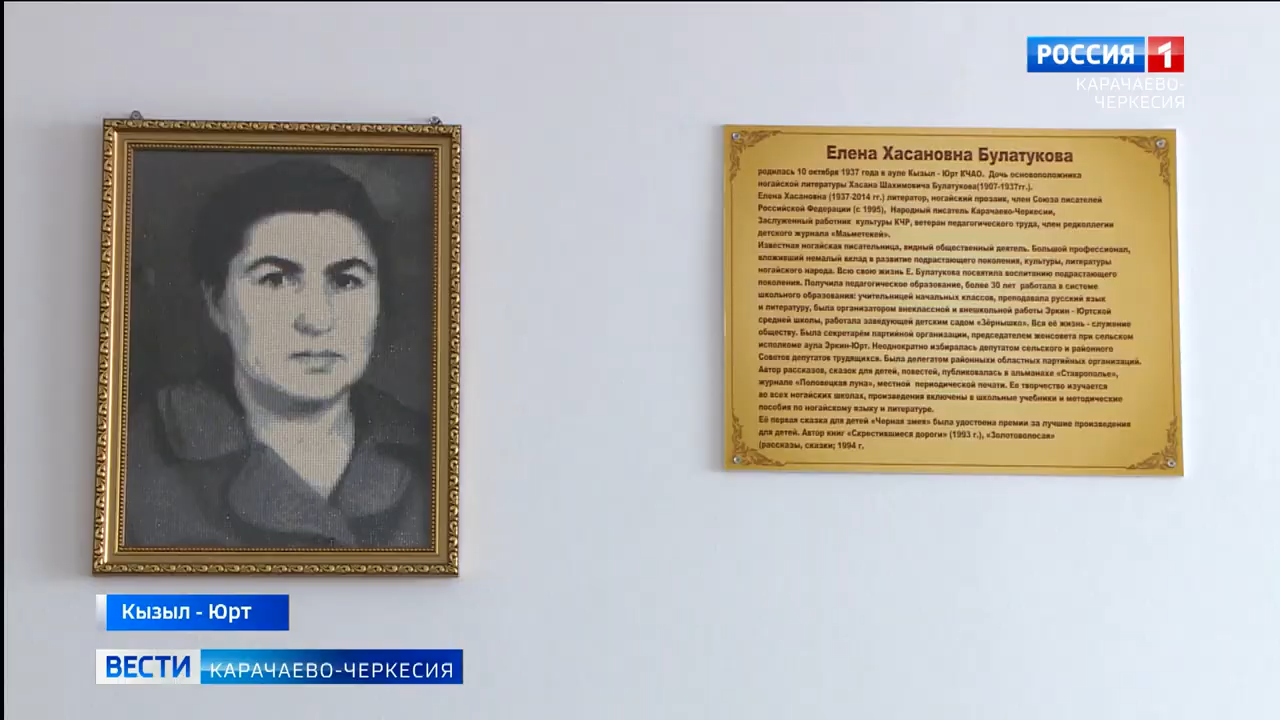 РОССИЯ 1
КАРАЧАЕВО-
ЧЕРКЕСИЯ
Елена Хасановна Булатукова
родилась 10 октября 1937 года в ауле Кызыл - Юрт КЧАО. Дочь основоположника
ногайской литературы Хасана Шахимовича Булатукова(1907-1937гг.).
Елена Хасановна (1937-2014 гг.) литератор, ногайский прозаик, член Союза писателей
Российской Федерации (с 1995), Народный писатель Карачаево-Черкесии,
Заслуженный работник культуры КЧР, ветеран педагогического труда, член редколлегии
детского журнала «Маьметекей».
Известная ногайская писательница, видный общественный деятель. Большой профессионал,
вложивший немалый вклад в развитие подрастающего поколения, культуры, литературы
ногайского народа. Всю свою жизнь Е. Булатукова посвятила воспитанию подрастающего
поколения. Получила педагогическое образование, более 30 лет работала в системе
школьного образования: учительницей начальных классов, преподавала русский язык
и литературу, была организатором внеклассной и внешкольной работы Эркин - Юртской
средней школы, работала заведующей детским садом «Зёрнышко». Вся её жизнь - служение
обществу. Была секретарём партийной организации, председателем женсовета при сельском
исполкоме аула Эркин-Юрт. Неоднократно избиралась депутатом сельского и районного
Советов депутатов трудящихся. Была делегатом районныхи областных партийных организаций.
Автор рассказов, сказок для детей, повестей, публиковалась в альманахе «Ставрополье»,
журнале «Половецкая луна», местной периодической печати. Ее творчество изучается
во всех ногайских школах, произведения включены в школьные учебники и методические
пособия по ногайскому языку и литературе.
Её первая сказка для детей «Черная змея» была удостоена премии за лучшие произведения
для детей. Автор книг «Скрестившиеся дороги» (1993 г.), «Золотоволосая»
(рассказы, сказки; 1994 г.
Кызыл - Юрт
ВЕСТИ КАРАЧАЕВО-ЧЕРКЕСИЯ